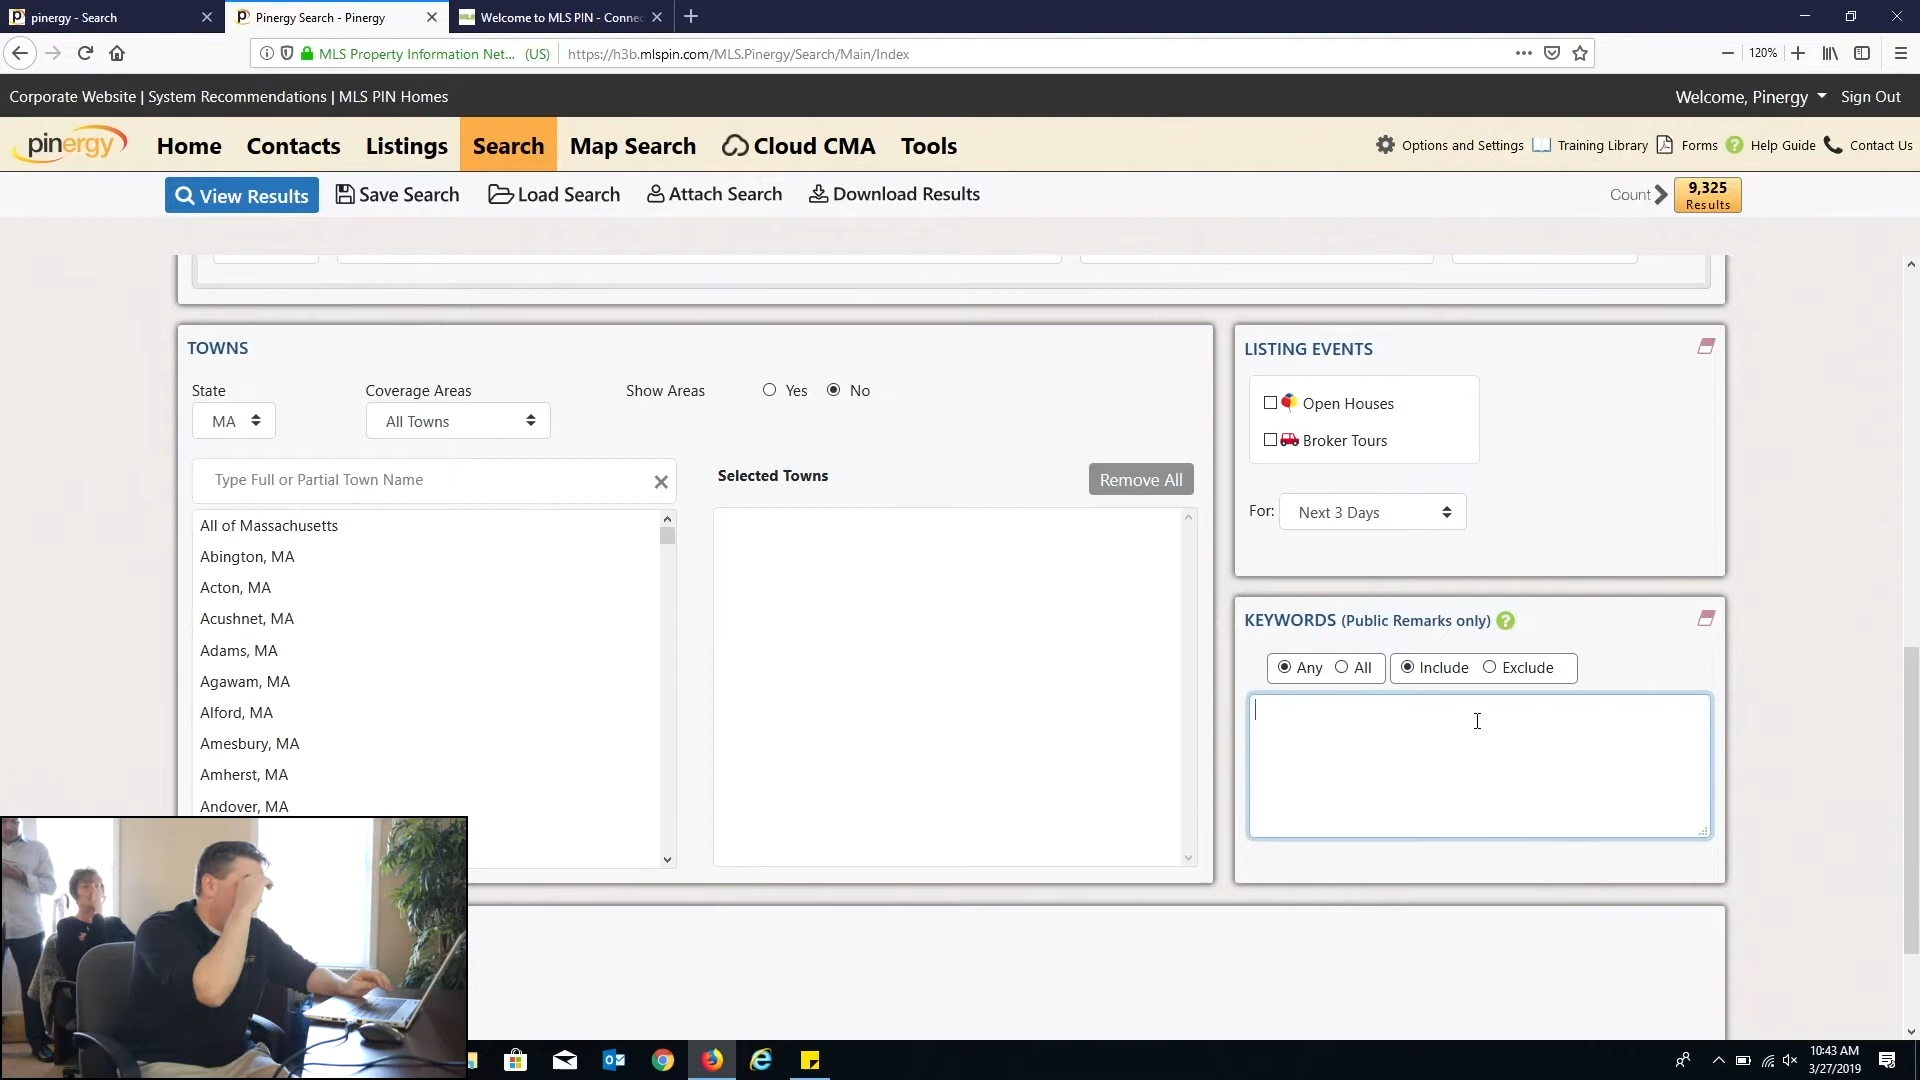 pinergy - Search
Pinergy Search - Pinergy
Welcome to MLS PIN - Connec
MLS Property Information Net... (US)
https://h3b.mlspin.com/MLS.Pinergy/Search/Main/Index
120%
Corporate Website | System Recommendations | MLS PIN Homes
Welcome, Pinergy
Sign Out
pinergy
Home
Contacts
Listings
Search
Map Search
Cloud CMA
Tools
Options and Settings
Training Library
Forms
Help Guide
Contact Us
View Results
Save Search
Load Search
Attach Search
Download Results
Count
9,325
Results
TOWNS
State
Coverage Areas
Show Areas
Yes
No
MA
All Towns
Type Full or Partial Town Name
Selected Towns
Remove All
All of Massachusetts
Abington, MA
Acton, MA
Acushnet, MA
Adams, MA
Agawam, MA
Alford, MA
Amesbury, MA
Amherst, MA
Andover, MA
LISTING EVENTS
Open Houses
Broker Tours
For:
Next 3 Days
KEYWORDS (Public Remarks only)
Any
All
Include
Exclude
10:43 AM
3/27/2019